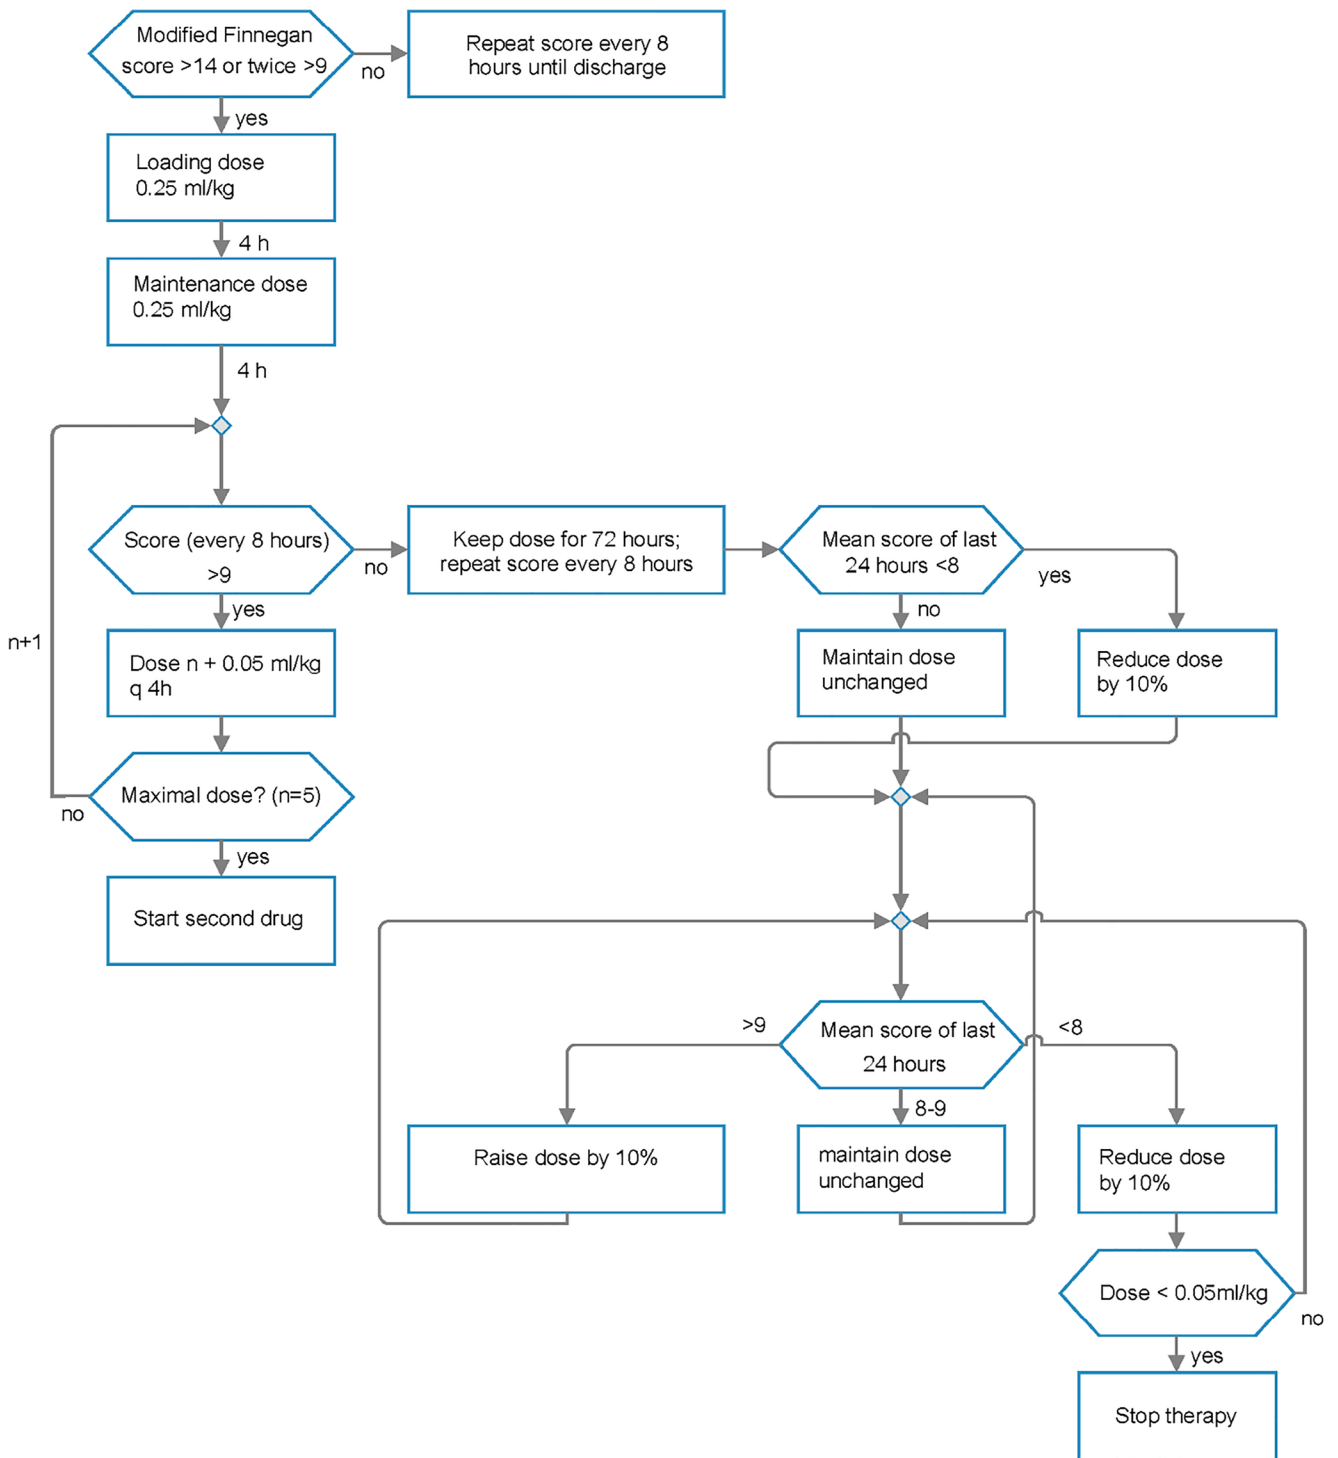 Modified Finnegan
score >14 or twice >9
no
Repeat score every 8
hours until discharge
yes
Loading dose
0.25 ml/kg
4 h
Maintenance dose
0.25 ml/kg
4 h
Score (every 8 hours)
>9
no
Keep dose for 72 hours;
repeat score every 8 hours
Mean score of last
24 hours <8
yes
no
yes
n+1
Dose n + 0.05 ml/kg
q 4h
Maintain dose
unchanged
Reduce dose
by 10%
Maximal dose? (n=5)
no
yes
Start second drug
Mean score of last
24 hours
>9
<8
8-9
Raise dose by 10%
maintain dose
unchanged
Reduce dose
by 10%
Dose < 0.05ml/kg
no
yes
Stop therapy